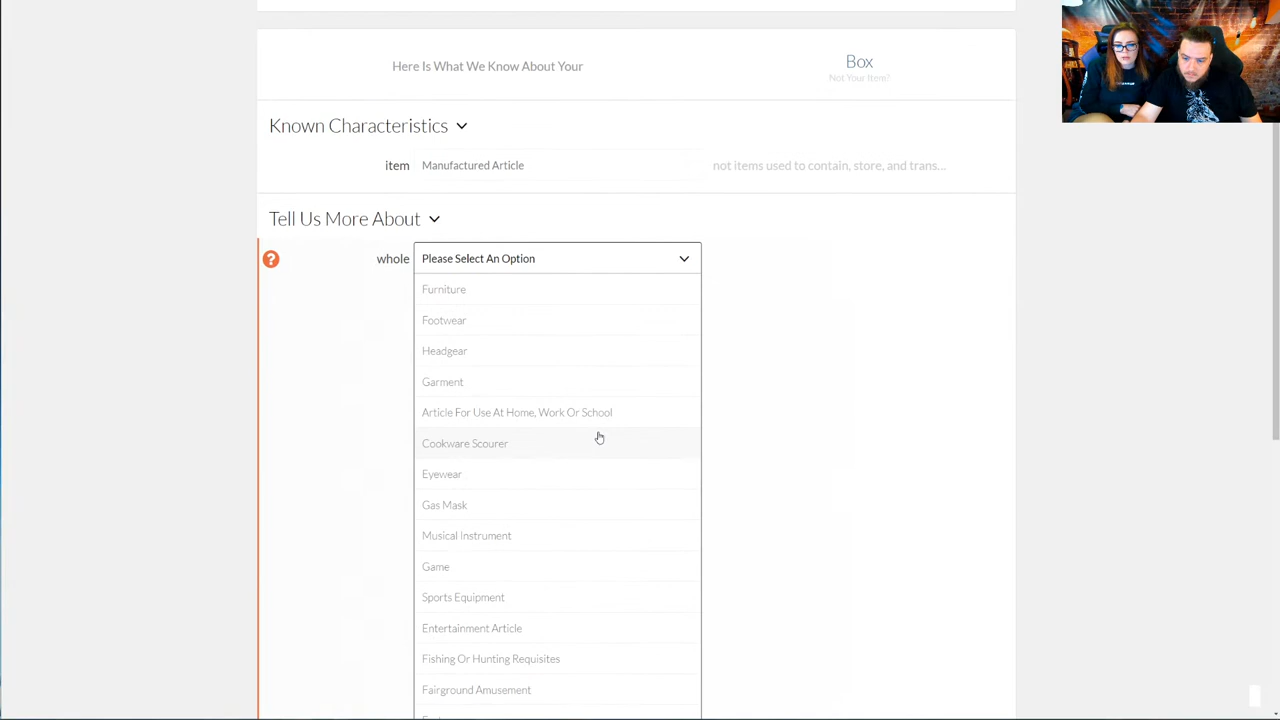 Here Is What We Know About Your
Box
Not Your Item?
Known Characteristics
item Manufactured Article not items used to contain, store, and trans...
Tell Us More About
whole Please Select An Option
Furniture
Footwear
Headgear
Garment
Article For Use At Home, Work Or School
Cookware Scourer
Eyewear
Gas Mask
Musical Instrument
Game
Sports Equipment
Entertainment Article
Fishing Or Hunting Requisites
Fairground Amusement